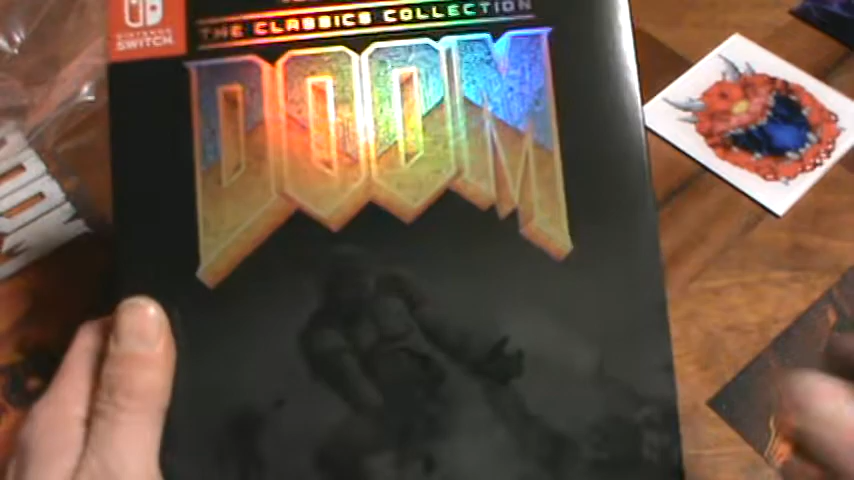 NINTENDO
SWITCH
THE CLASSICS COLLECTION
DOOM